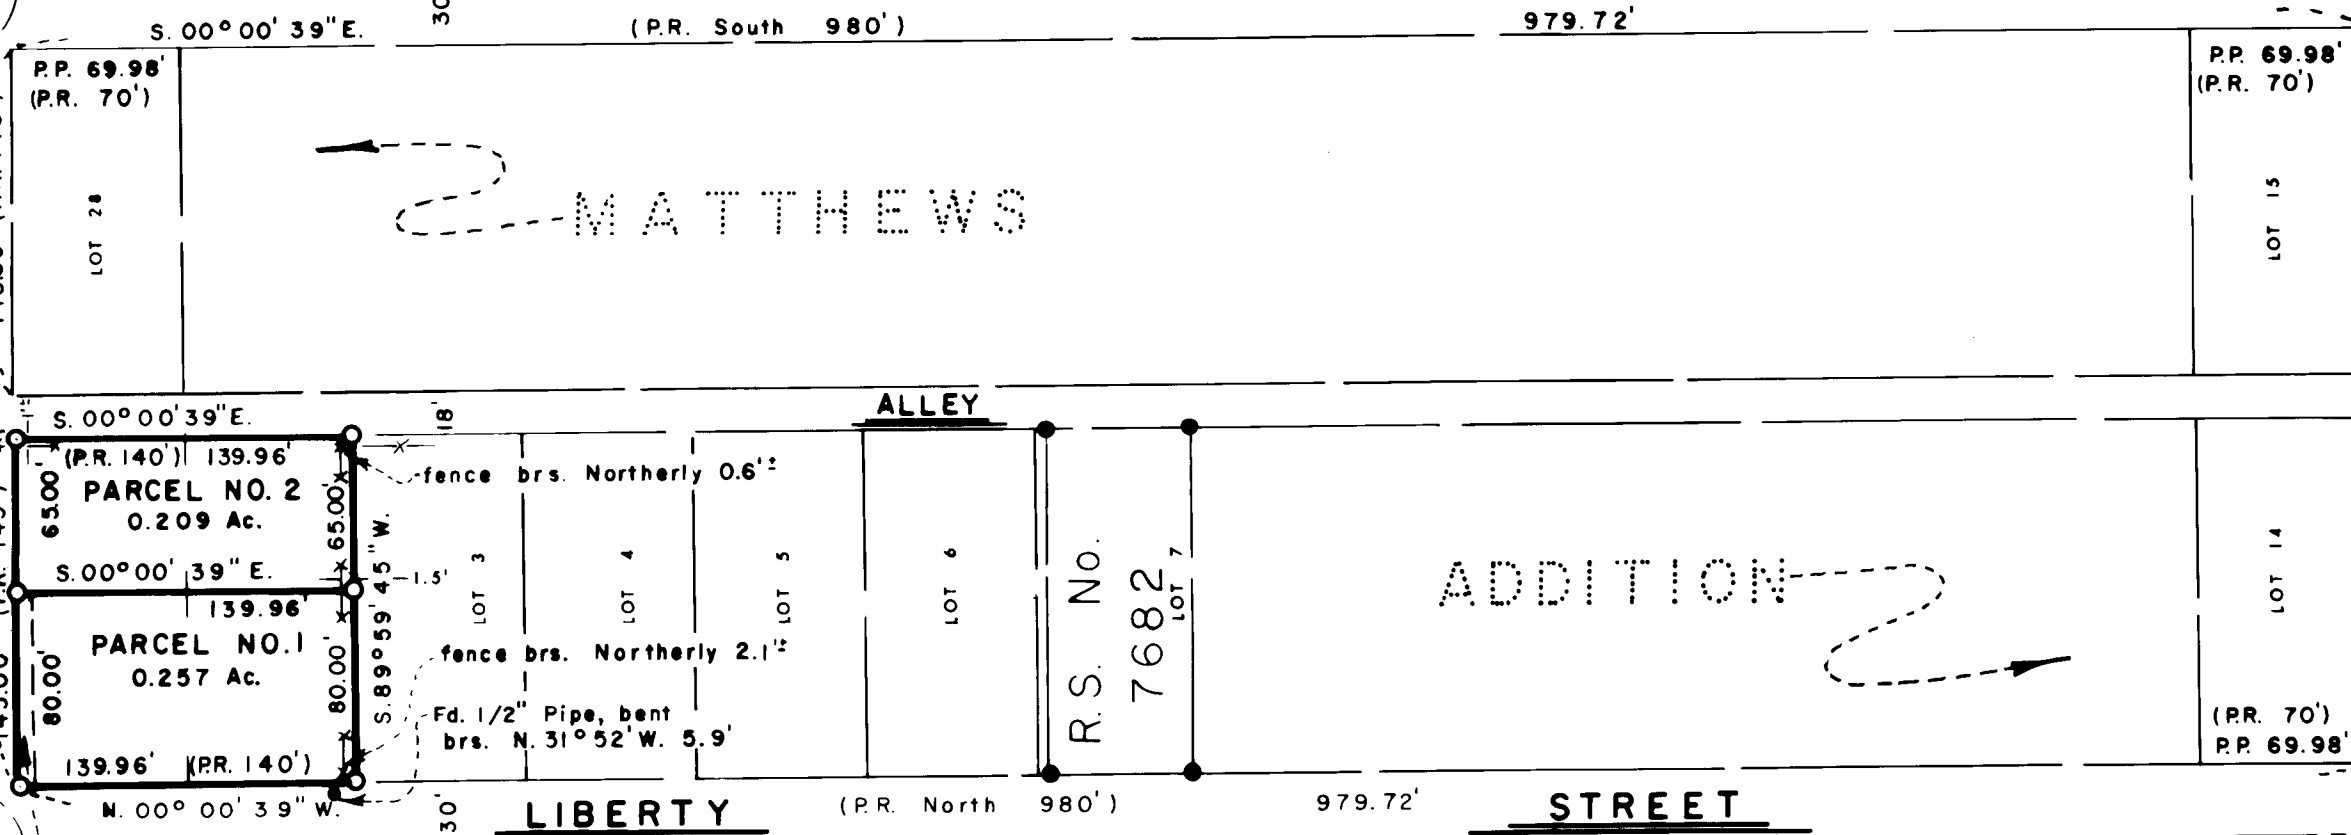 S. 00° 00' 39" E.
30'
(P.R. South 980')
979.72'
P.P. 69.98'
(P.R. 70')
P.P. 69.98'
(P.R. 70')
LOT 28
MATTHEWS
LOT 15
ALLEY
S. 00° 00' 39" E.
18'
(P.R. 140') 139.96'
PARCEL NO. 2
0.209 Ac.
65.00'
65.00'
fence brs. Northerly 0.6'±
S. 00° 00' 39" E.
1.5'
139.96'
PARCEL NO. 1
0.257 Ac.
80.00'
80.00'
S. 89° 59' 45" W.
fence brs. Northerly 2.1'±
Fd. 1/2" Pipe, bent
brs. N. 31° 52' W. 5.9'
139.96' (P.R. 140')
N. 00° 00' 39" W.
145.00'
LOT 3
LOT 4
LOT 5
LOT 6
R.S. No.
7682
LOT 7
ADDITION
LOT 14
(P.R. 70')
P.P. 69.98'
30'
LIBERTY
(P.R. North 980')
979.72'
STREET